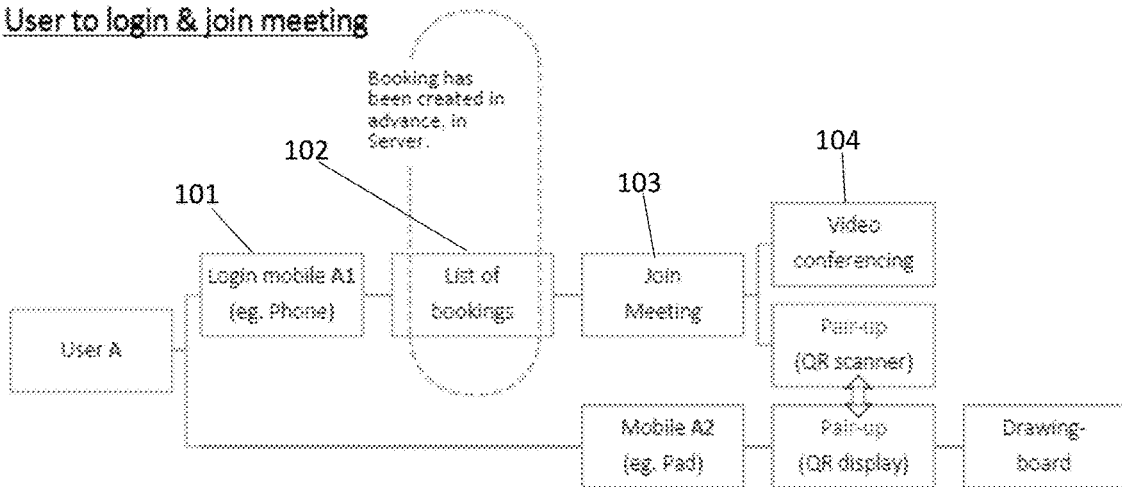 User to login & join meeting
Booking has
been created in
advance, in
Server.
102
104
101
103
Video
conferencing
Login mobile A1
(eg. Phone)
List of
bookings
Join
Meeting
User A
Pair-up
(QR scanner)
Mobile A2
(eg. Pad)
Pair-up
(QR display)
Drawing-
board